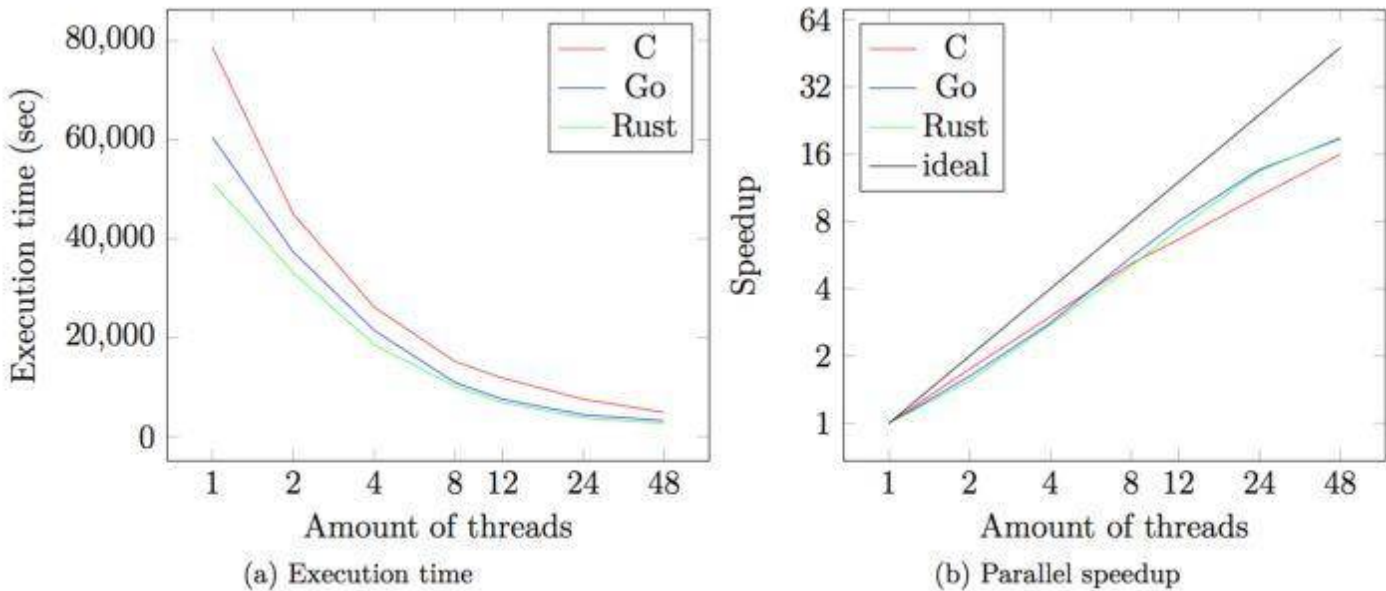 Execution time (sec)
80,000
60,000
40,000
20,000
0
C
Go
Rust
1 2 4 8 12 24 48
Amount of threads
(a) Execution time
Speedup
64
32
16
8
4
2
1
C
Go
Rust
ideal
1 2 4 8 12 24 48
Amount of threads
(b) Parallel speedup